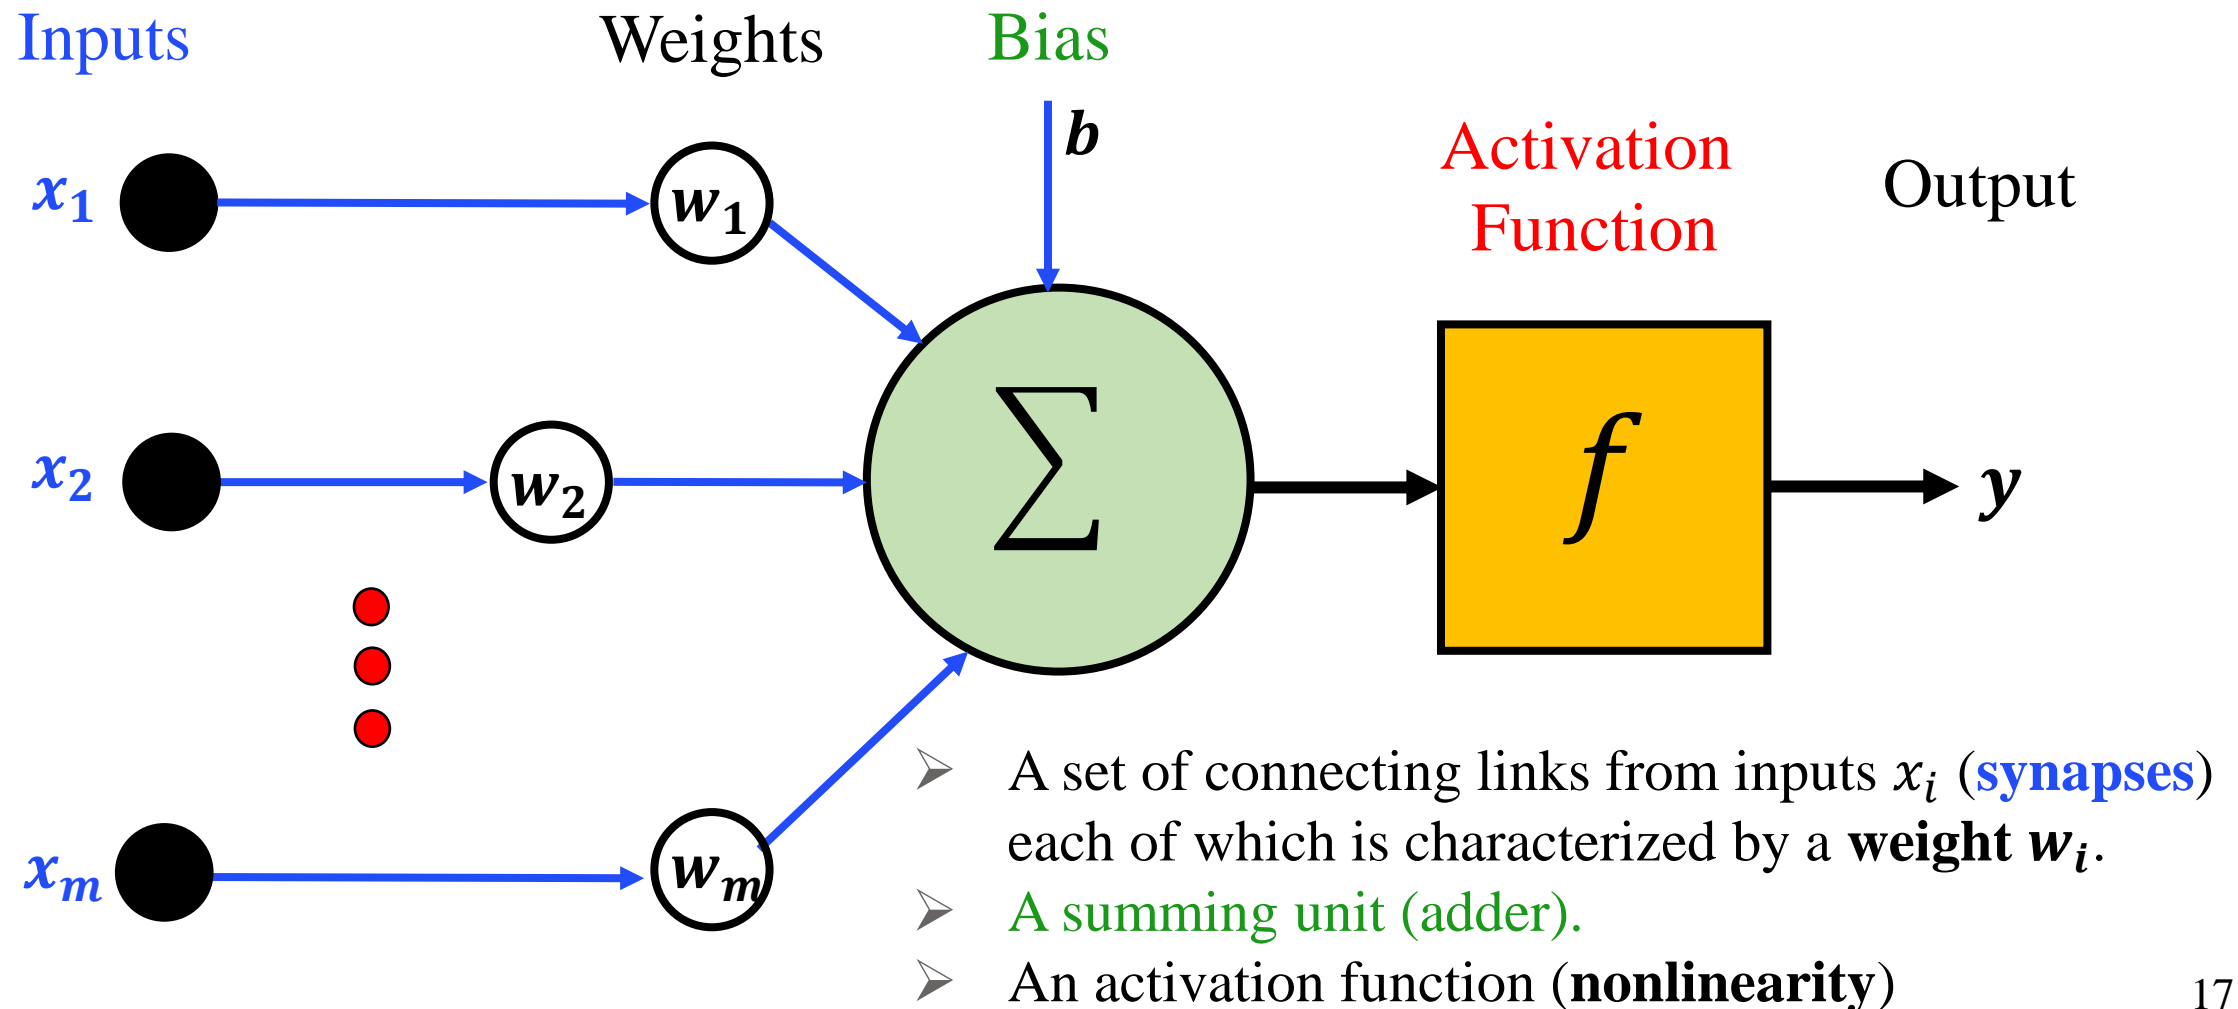 Inputs
Weights
Bias
b
Activation
Function
Output
x₁
w₁
x₂
w₂
∑
f
y
xₘ
wₘ
➢ A set of connecting links from inputs xᵢ (synapses)
each of which is characterized by a weight wᵢ.
➢ A summing unit (adder).
➢ An activation function (nonlinearity)
17